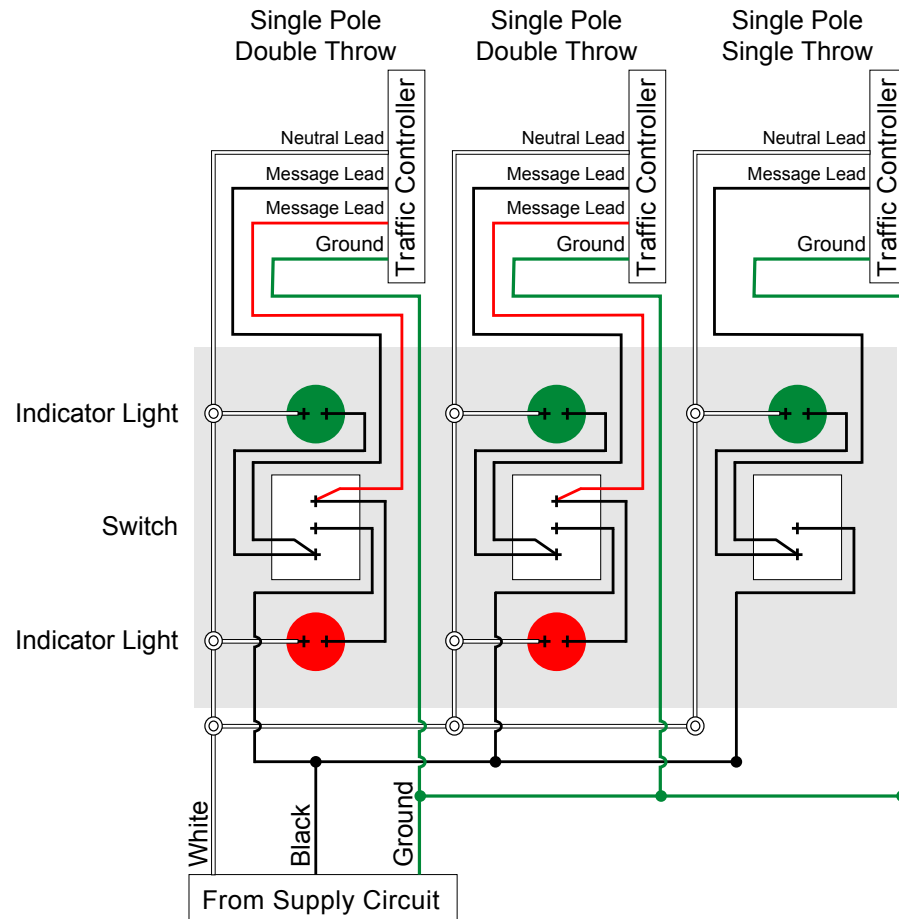 Single Pole
Double Throw
Single Pole
Double Throw
Single Pole
Single Throw
Neutral Lead
Message Lead
Message Lead
Ground
Traffic Controller
Neutral Lead
Message Lead
Message Lead
Ground
Traffic Controller
Neutral Lead
Message Lead
Ground
Traffic Controller
Indicator Light
Switch
Indicator Light
White
Black
Ground
From Supply Circuit